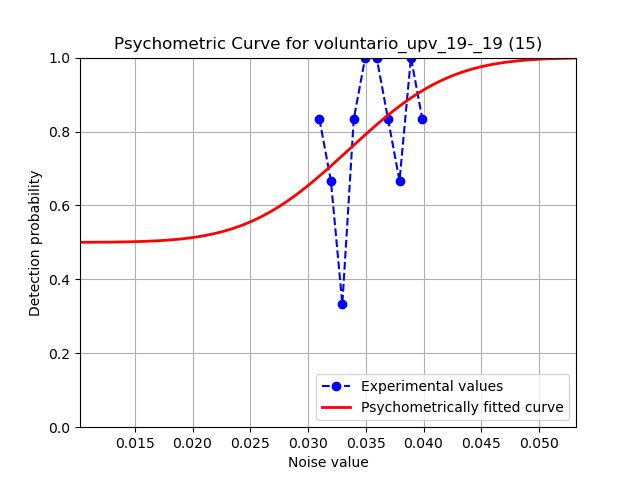 Psychometric Curve for voluntario_upv_19-_19 (15)
1.0
0.8
0.6
0.4
0.2
0.0
Detection probability
Experimental values
Psychometrically fitted curve
0.015 0.020 0.025 0.030 0.035 0.040 0.045 0.050
Noise value